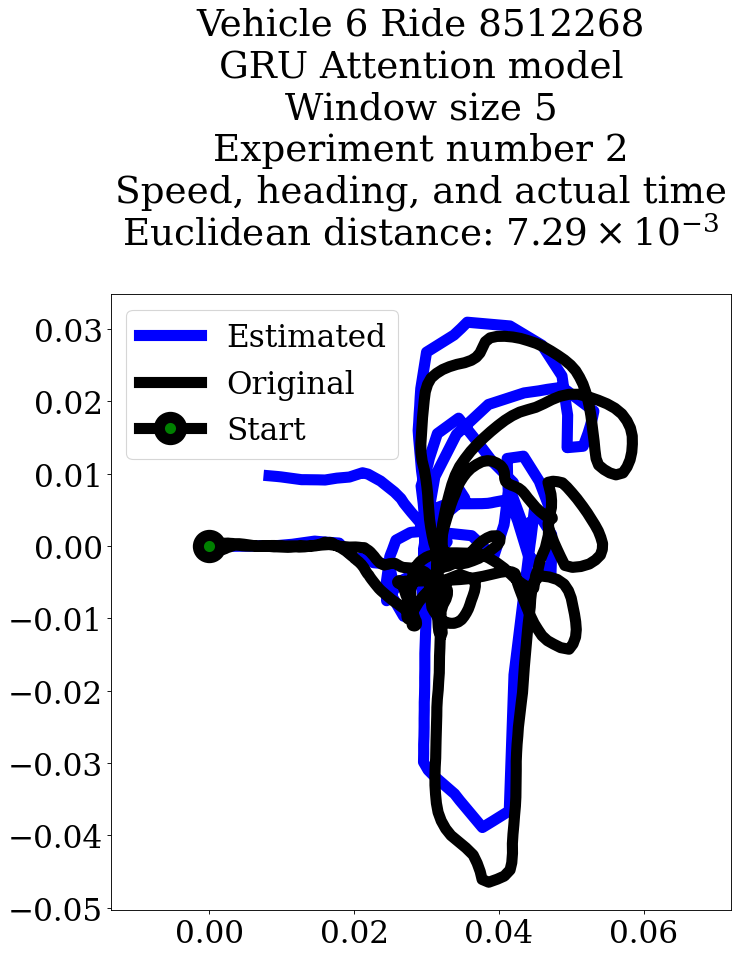 Vehicle 6 Ride 8512268
GRU Attention model
Window size 5
Experiment number 2
Speed, heading, and actual time
Euclidean distance: 7.29 × 10⁻³
Estimated
Original
Start
0.03
0.02
0.01
0.00
−0.01
−0.02
−0.03
−0.04
−0.05
0.00 0.02 0.04 0.06